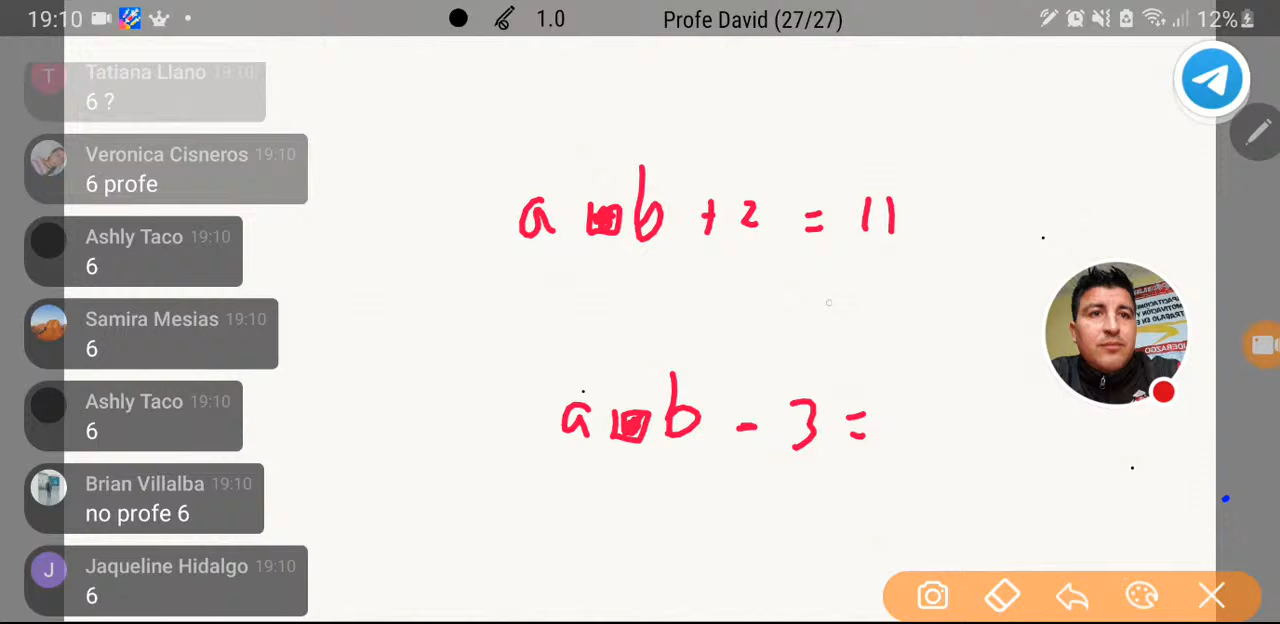 19:10
1.0
Profe David (27/27)
12%
Tatiana Llano 19:10
6 ?
Veronica Cisneros 19:10
6 profe
Ashly Taco 19:10
6
Samira Mesias 19:10
6
Ashly Taco 19:10
6
Brian Villalba 19:10
no profe 6
J
Jaqueline Hidalgo 19:10
6
T
a ▪ b + 2 = 11
a ▪ b - 3 =